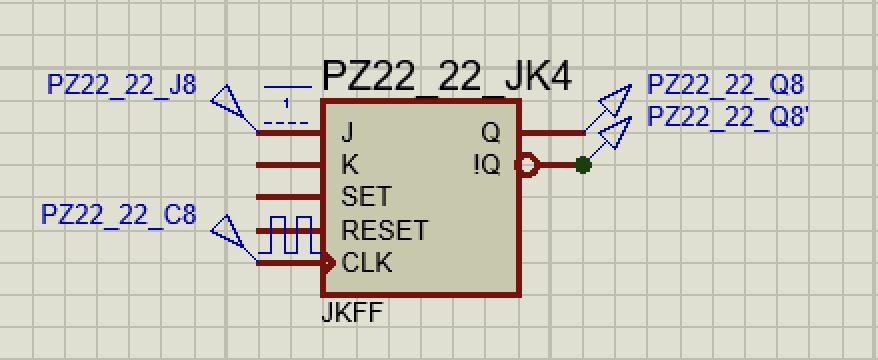 PZ22_22_JK4
PZ22_22_J8
1
PZ22_22_Q8
PZ22_22_Q8'
J
Q
K
!Q
SET
PZ22_22_C8
RESET
CLK
JKFF